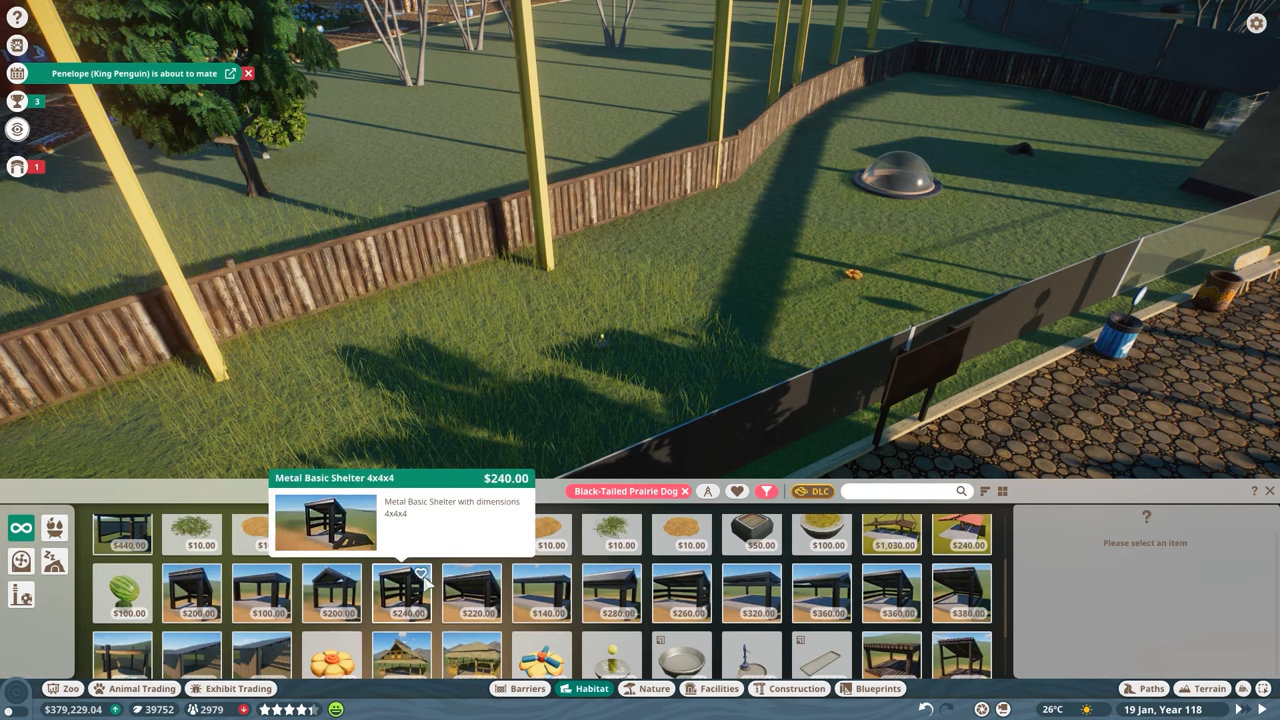 ?
Penelope (King Penguin) is about to mate
3
1
Metal Basic Shelter 4x4x4 $240.00
Metal Basic Shelter with dimensions
4x4x4
Black-Tailed Prairie Dog
DLC
?
?
Please select an item
$440.00 $10.00 $10.00 $10.00 $10.00 $50.00 $100.00 $1,030.00 $240.00
$100.00 $200.00 $100.00 $200.00 $240.00 $220.00 $140.00 $280.00 $260.00 $320.00 $360.00 $360.00 $380.00
Zoo Animal Trading Exhibit Trading Barriers Habitat Nature Facilities Construction Blueprints Paths Terrain
$379,229.04 39752 2979 26°C 19 Jan, Year 118